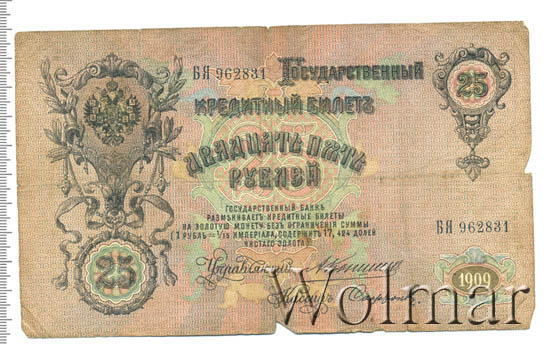 БЯ 962831 Государственный
25
кредитный билетъ
двадцать пять
рублей
государственный банкъ
размѣниваетъ кредитные билеты
на золотую монету безъ ограниченія суммы
(1 рубль = 1/15 имперіала, содержитъ 17,424 долей
чистаго золота).
БЯ 962831
Управляющій
25
Кассиръ
1909
Wolmar